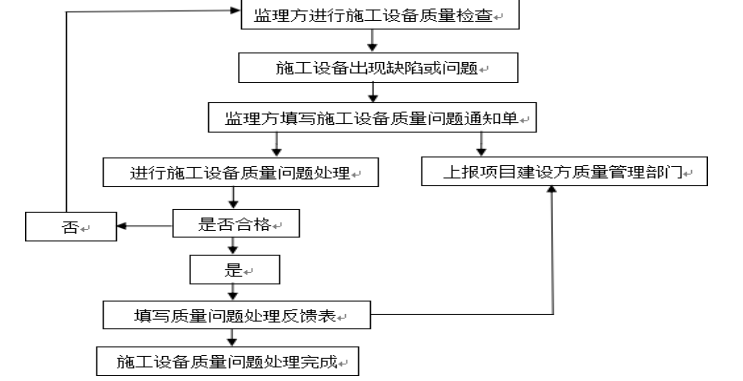 监理方进行施工设备质量检查
施工设备出现缺陷或问题
监理方填写施工设备质量问题通知单
进行施工设备质量问题处理
上报项目建设方质量管理部门
是否合格
否
是
填写质量问题处理反馈表
施工设备质量问题处理完成